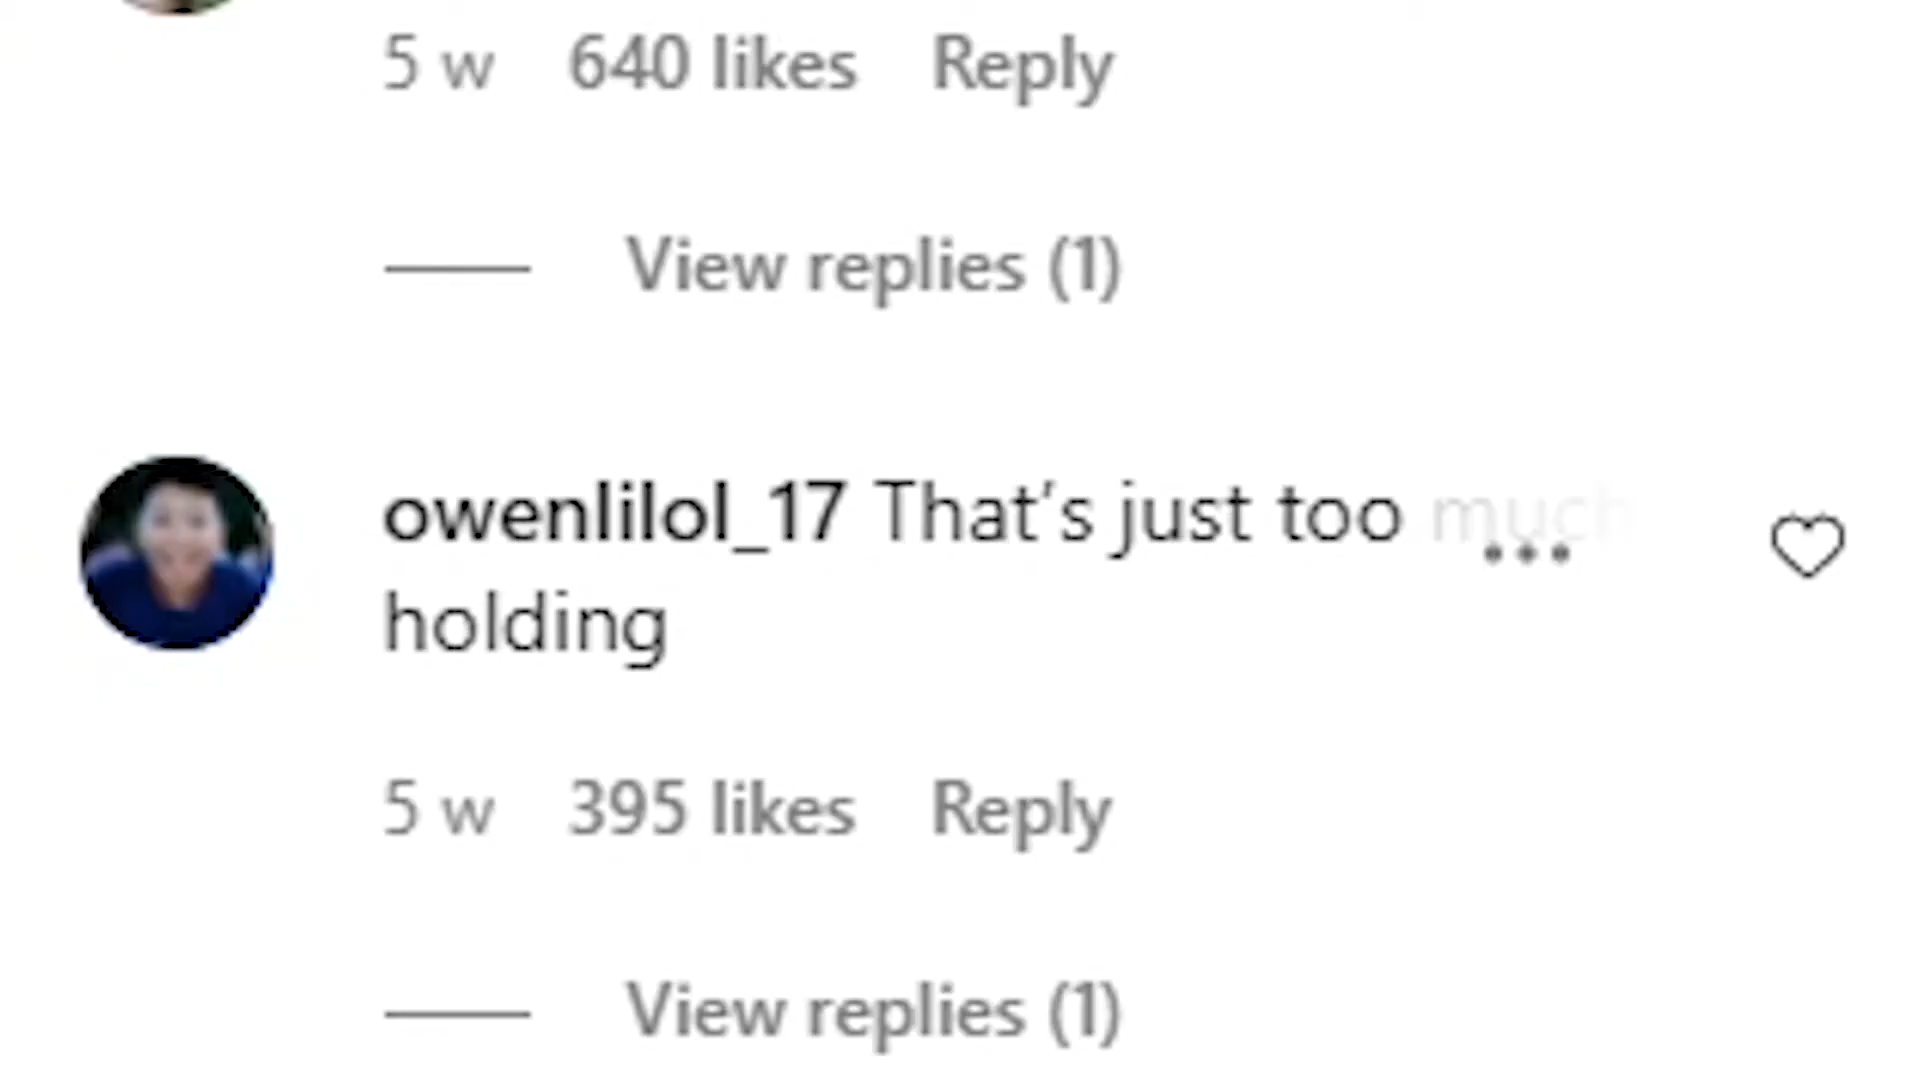 5 w 640 likes Reply
View replies (1)
owenlilol_17 That's just too much
holding
5 w 395 likes Reply
View replies (1)